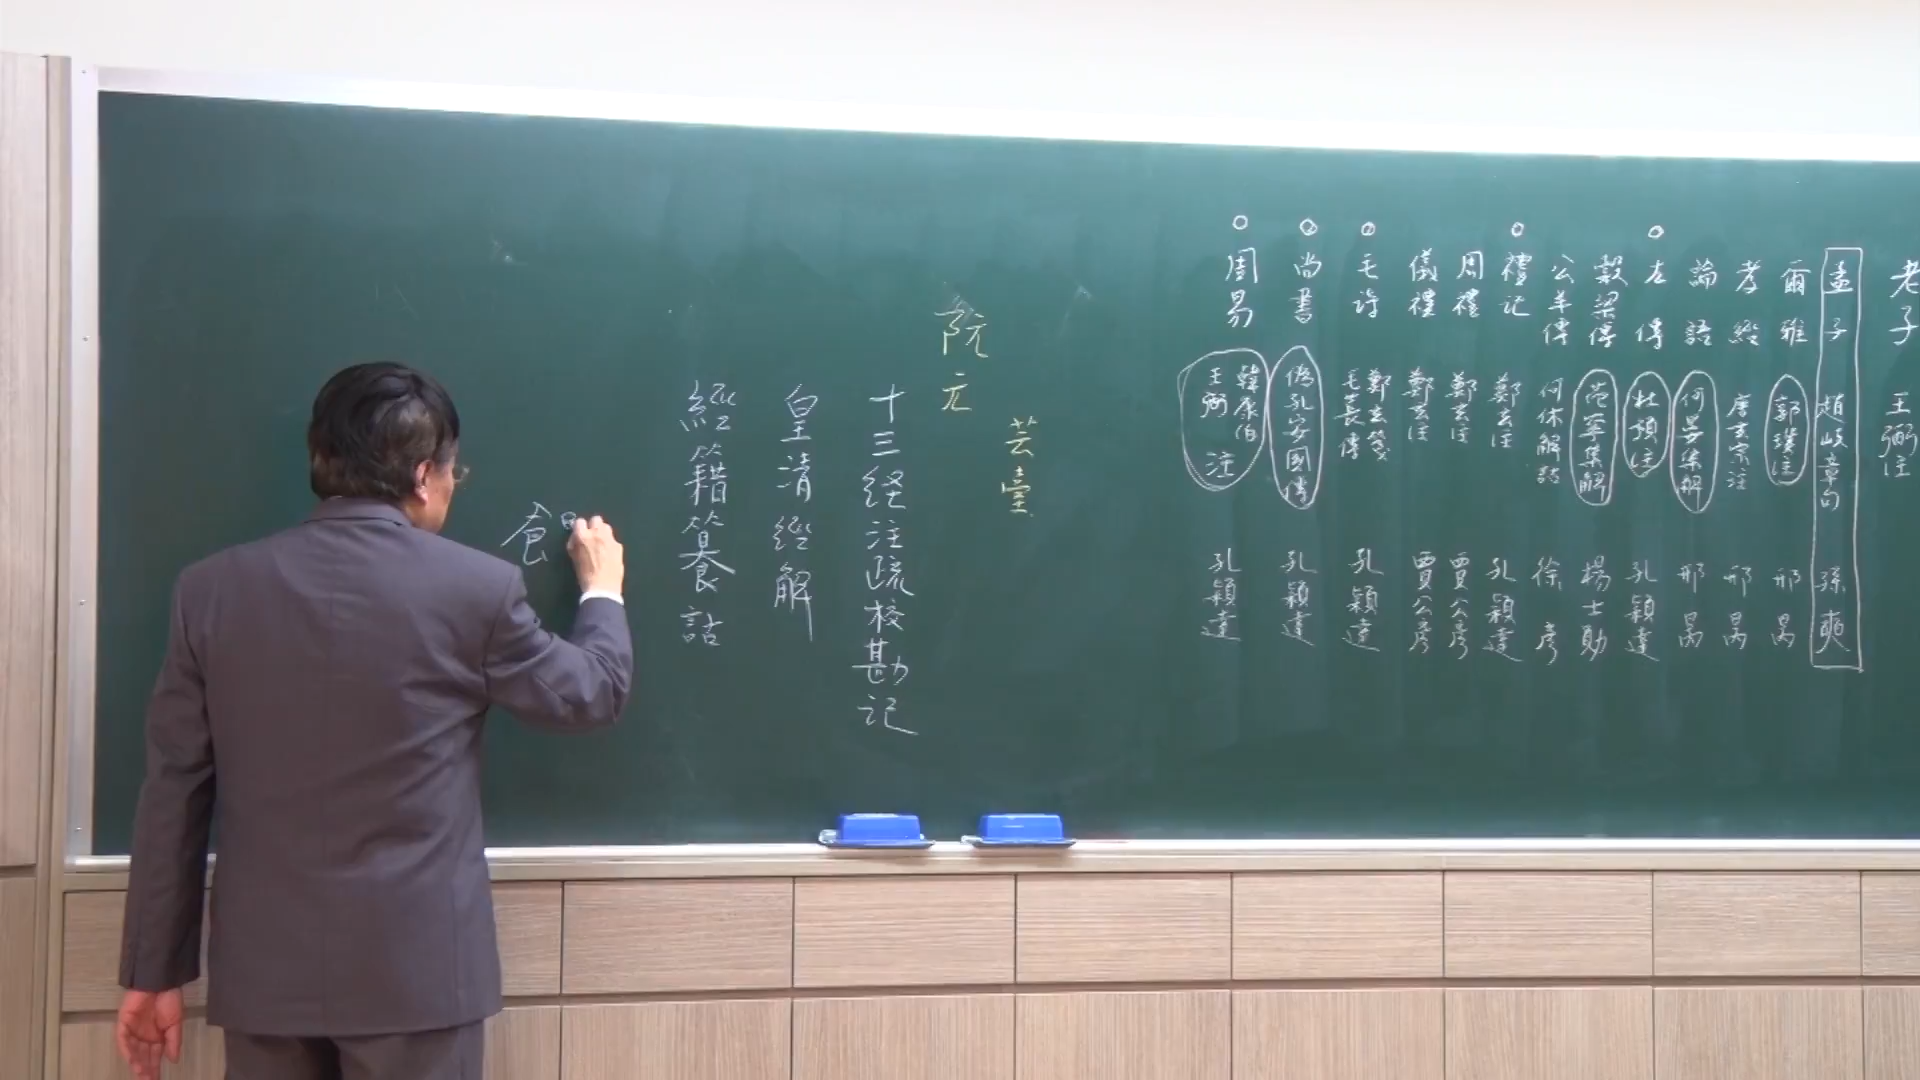 老子 王弼注
孟子 趙岐章句 孫奭
爾雅 郭璞注 邢昺
孝經 唐玄宗注 邢昺
論語 何晏集解 邢昺
左傳 杜預注 孔穎達
穀梁傳 范寧集解 楊士勛
公羊傳 何休解詁 徐彥
禮記 鄭玄注 孔穎達
周禮 鄭玄注 賈公彥
儀禮 鄭玄注 賈公彥
毛詩 鄭玄箋 毛萇傳 孔穎達
尚書 偽孔安國傳 孔穎達
周易 韓康伯 王弼 注 孔穎達
芸臺
阮元
十三経注疏校勘記
皇清經解
經籍籑詁
食